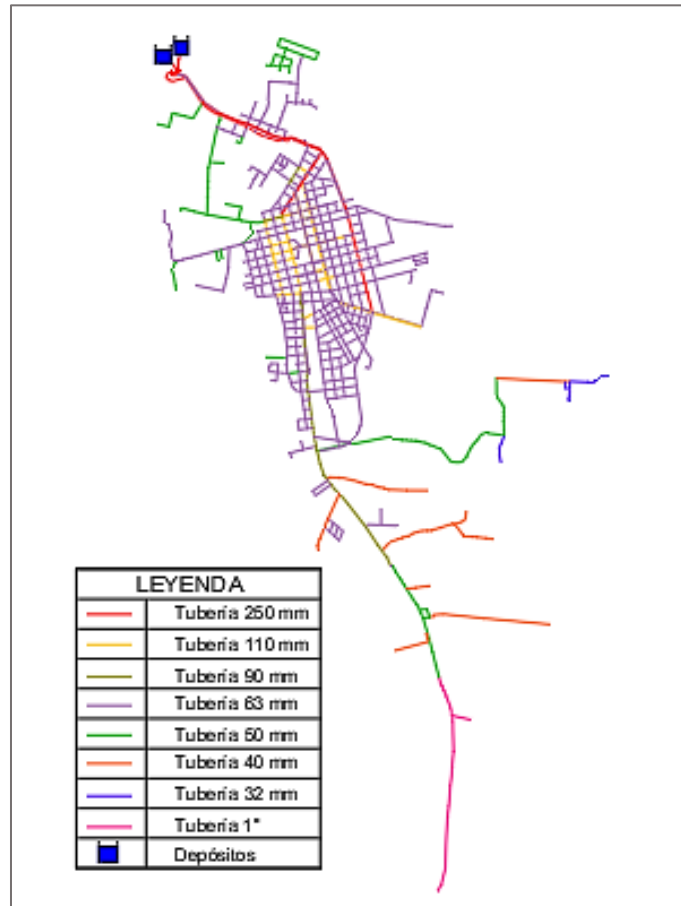 LEYENDA
Tubería 250 mm
Tubería 110 mm
Tubería 90 mm
Tubería 63 mm
Tubería 50 mm
Tubería 40 mm
Tubería 32 mm
Tubería 1"
Depósitos